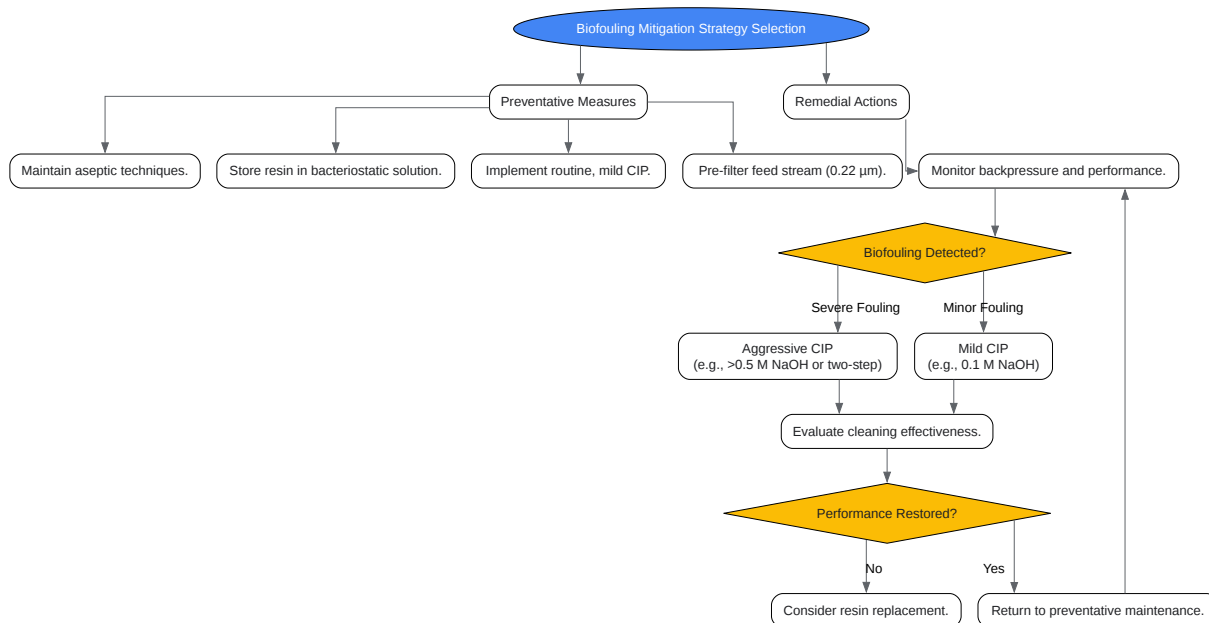 Biofouling Mitigation Strategy Selection
Preventative Measures
Remedial Actions
Maintain aseptic techniques.
Store resin in bacteriostatic solution.
Implement routine, mild CIP.
Pre-filter feed stream (0.22 µm).
Monitor backpressure and performance.
Biofouling Detected?
Severe Fouling
Minor Fouling
Aggressive CIP
(e.g., >0.5 M NaOH or two-step)
Mild CIP
(e.g., 0.1 M NaOH)
Evaluate cleaning effectiveness.
Performance Restored?
No
Yes
Consider resin replacement.
Return to preventative maintenance.